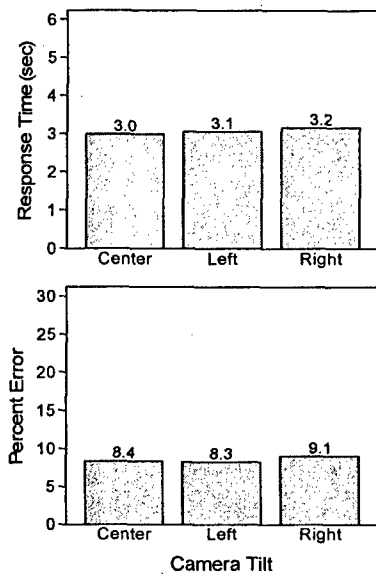 Response Time (sec)
6
5
4
3
2
1
0
3.0 3.1 3.2
Center Left Right
Percent Error
30
25
20
15
10
5
0
8.4 8.3 9.1
Center Left Right
Camera Tilt